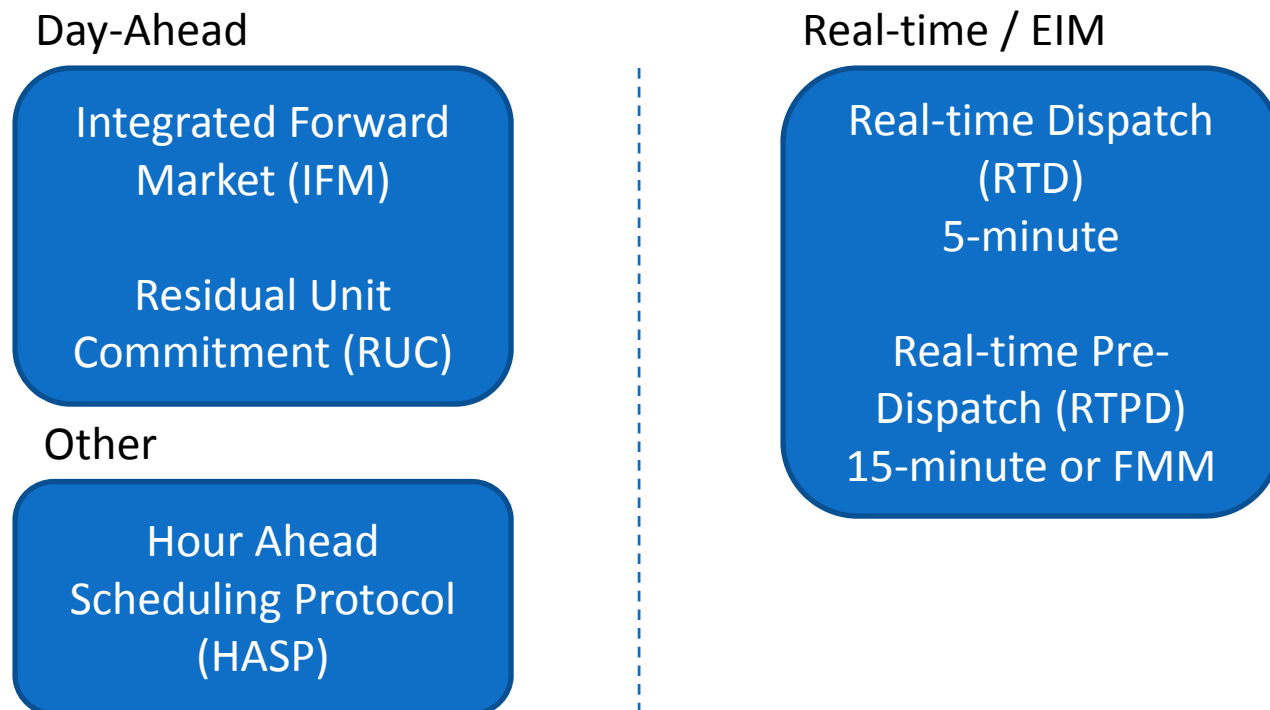 Day-Ahead
Integrated Forward
Market (IFM)
Residual Unit
Commitment (RUC)
Other
Hour Ahead
Scheduling Protocol
(HASP)
Real-time / EIM
Real-time Dispatch
(RTD)
5-minute
Real-time Pre-
Dispatch (RTPD)
15-minute or FMM